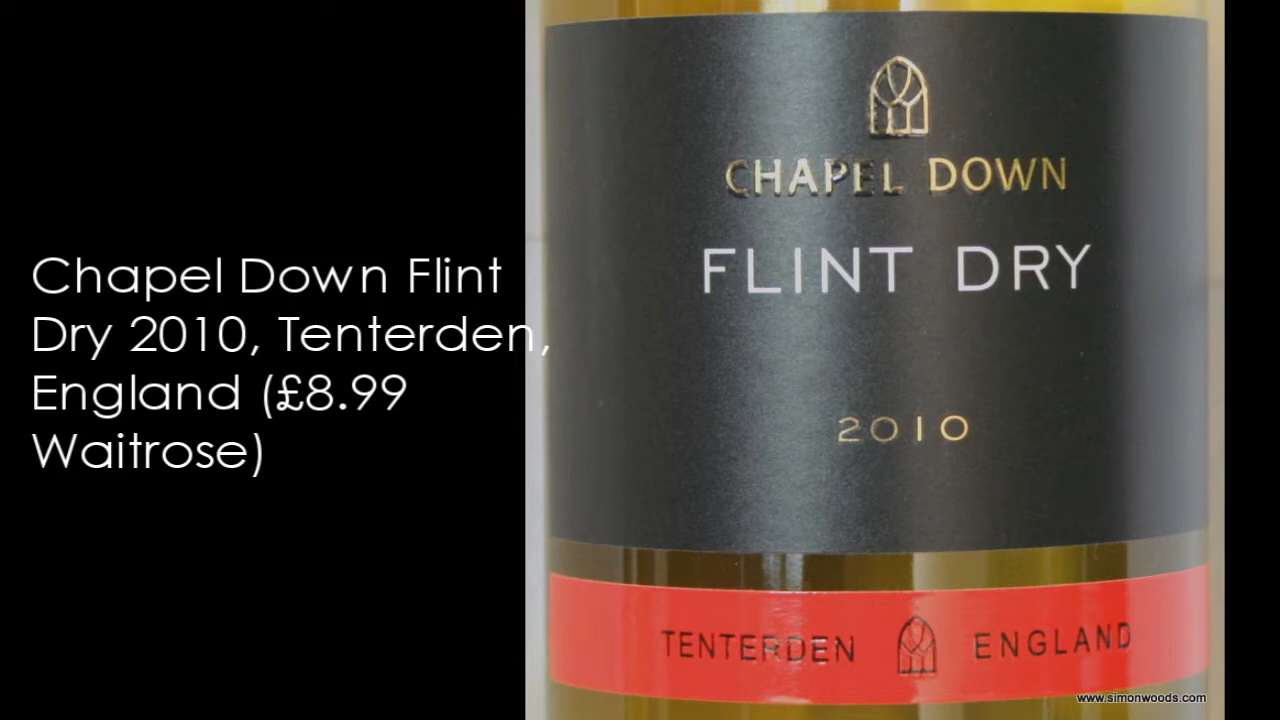 Chapel Down Flint
Dry 2010, Tenterden,
England (£8.99
Waitrose)
CHAPEL DOWN
FLINT DRY
2010
TENTERDEN ENGLAND
www.simonwoods.com